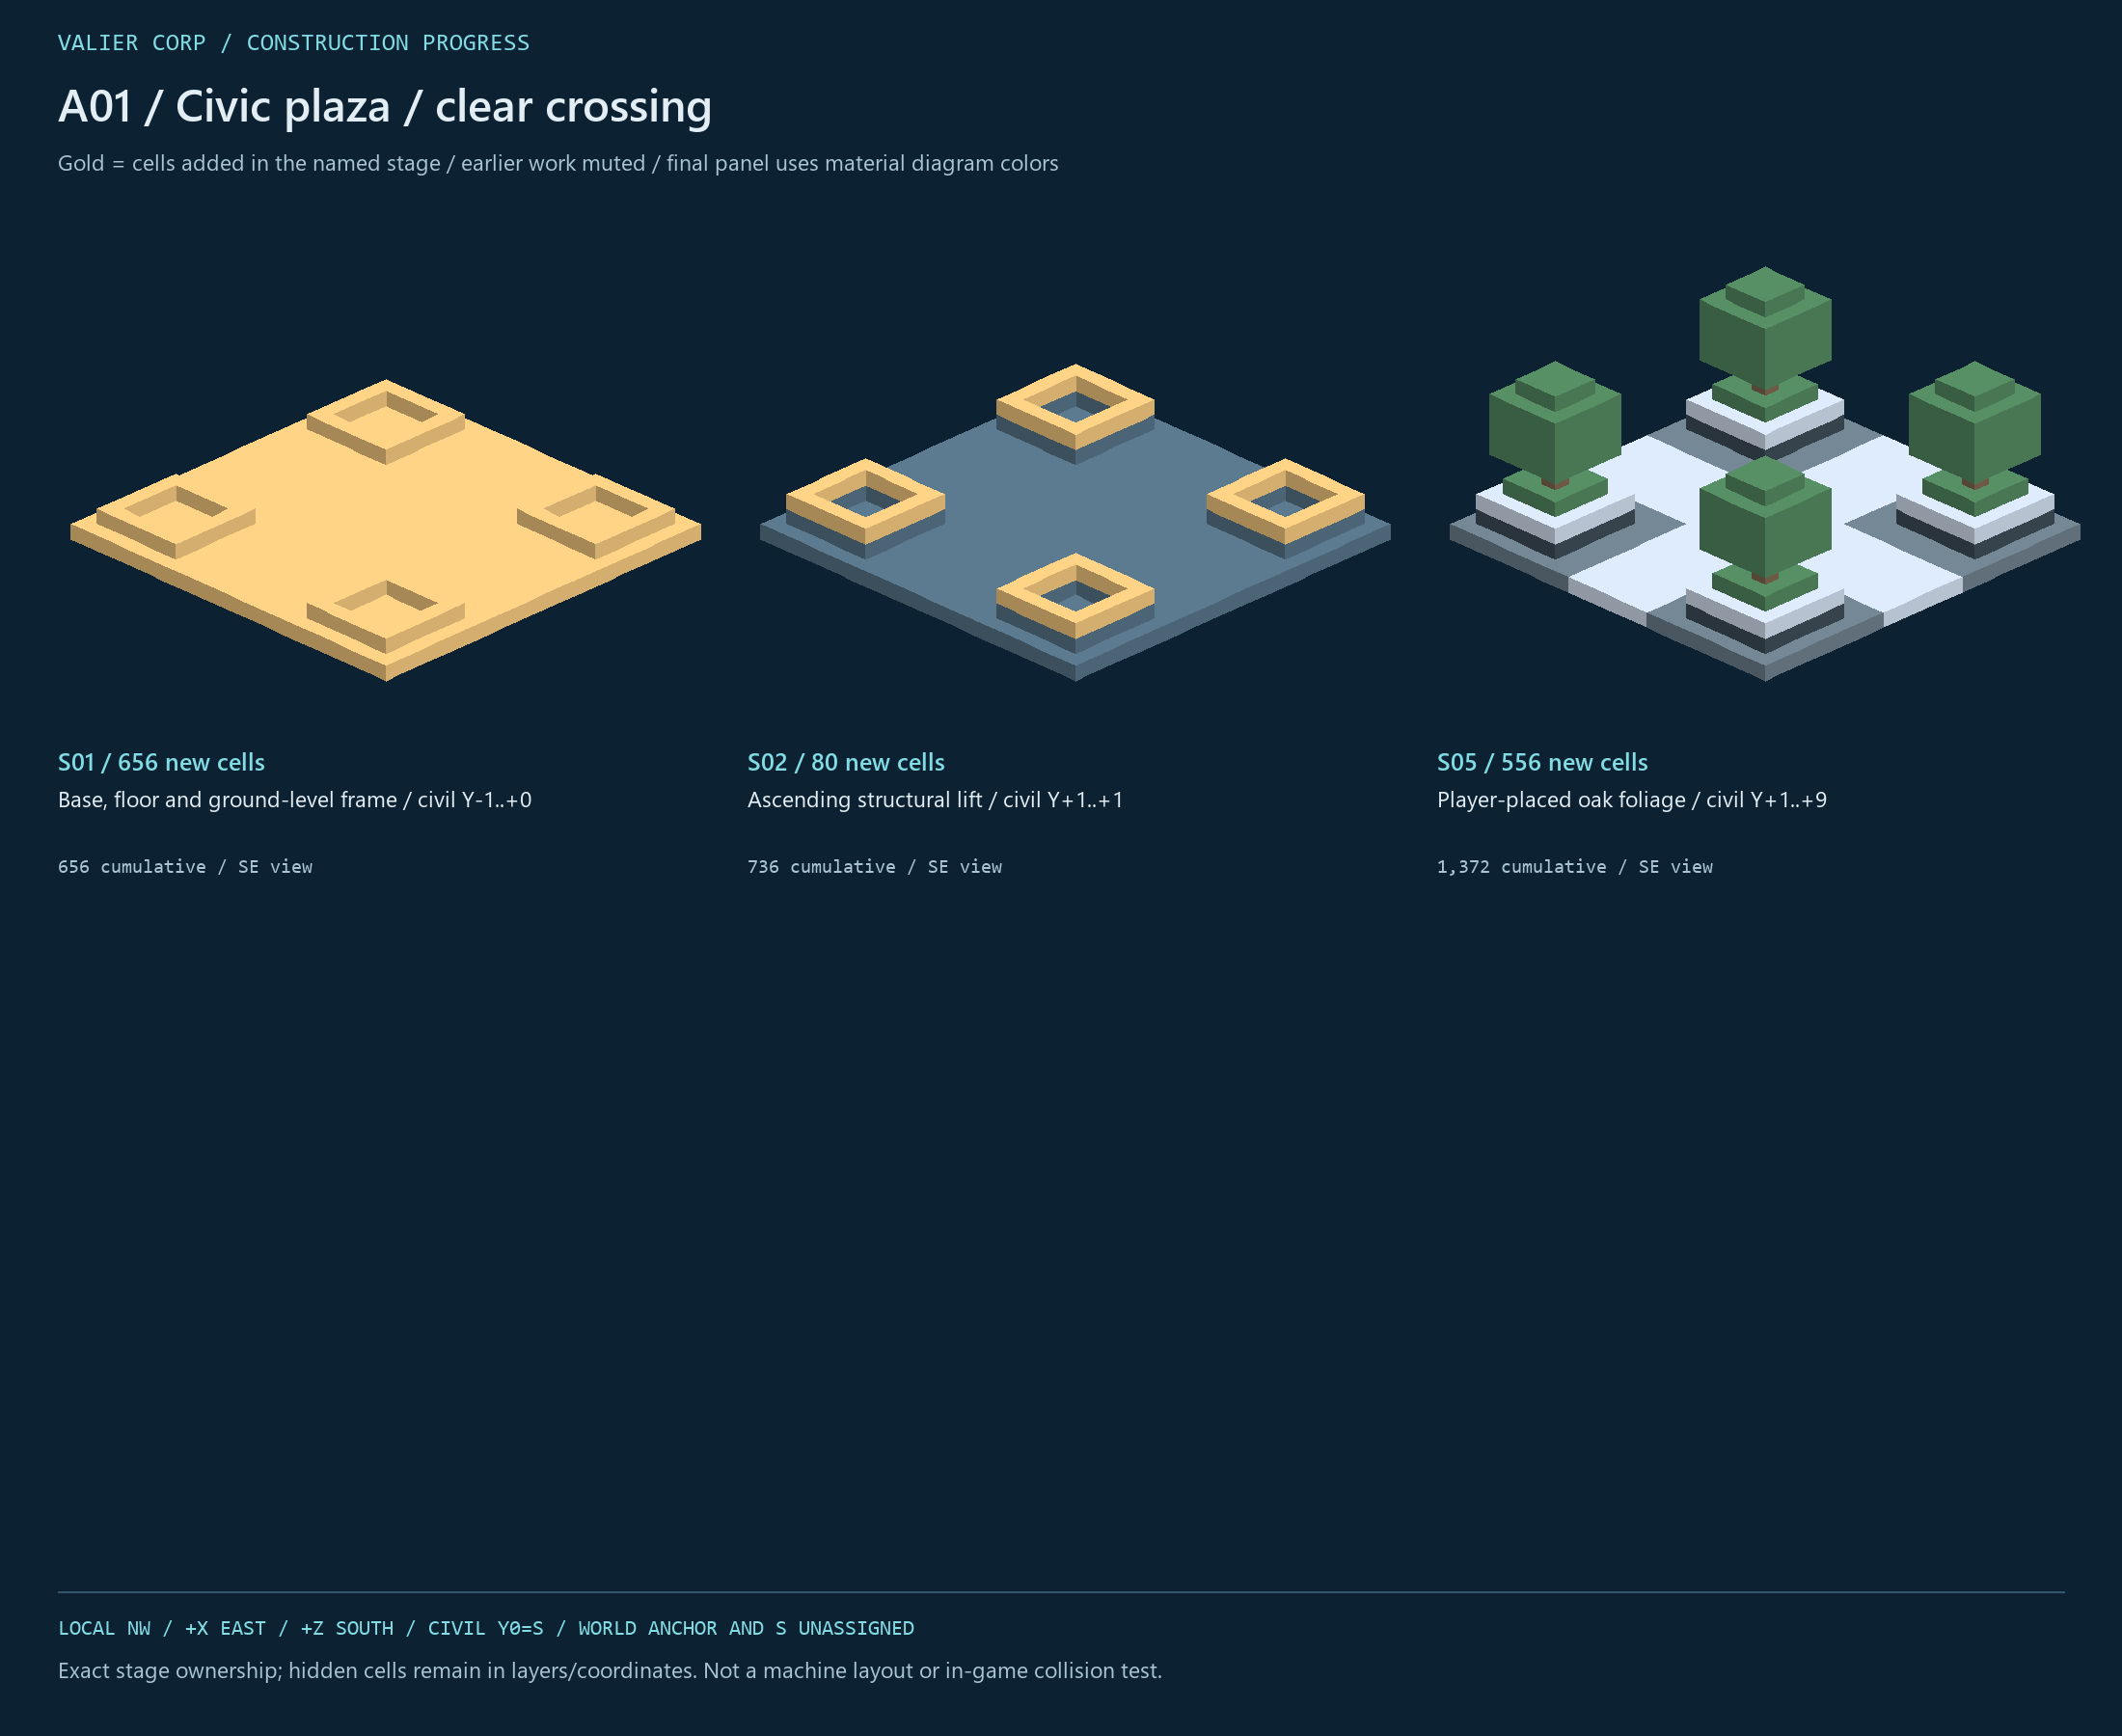 VALIER CORP / CONSTRUCTION PROGRESS
A01 / Civic plaza / clear crossing
Gold = cells added in the named stage / earlier work muted / final panel uses material diagram colors
S01 / 656 new cells
Base, floor and ground-level frame / civil Y-1..+0
656 cumulative / SE view
S02 / 80 new cells
Ascending structural lift / civil Y+1..+1
736 cumulative / SE view
S05 / 556 new cells
Player-placed oak foliage / civil Y+1..+9
1,372 cumulative / SE view
LOCAL NW / +X EAST / +Z SOUTH / CIVIL Y0=S / WORLD ANCHOR AND S UNASSIGNED
Exact stage ownership; hidden cells remain in layers/coordinates. Not a machine layout or in-game collision test.